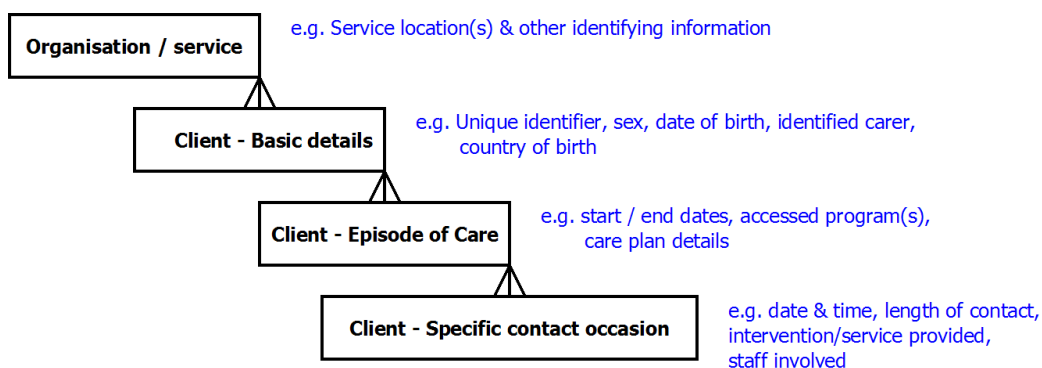 Organisation / service
e.g. Service location(s) & other identifying information
Client - Basic details
e.g. Unique identifier, sex, date of birth, identified carer,
country of birth
Client - Episode of Care
e.g. start / end dates, accessed program(s),
care plan details
Client - Specific contact occasion
e.g. date & time, length of contact,
intervention/service provided,
staff involved